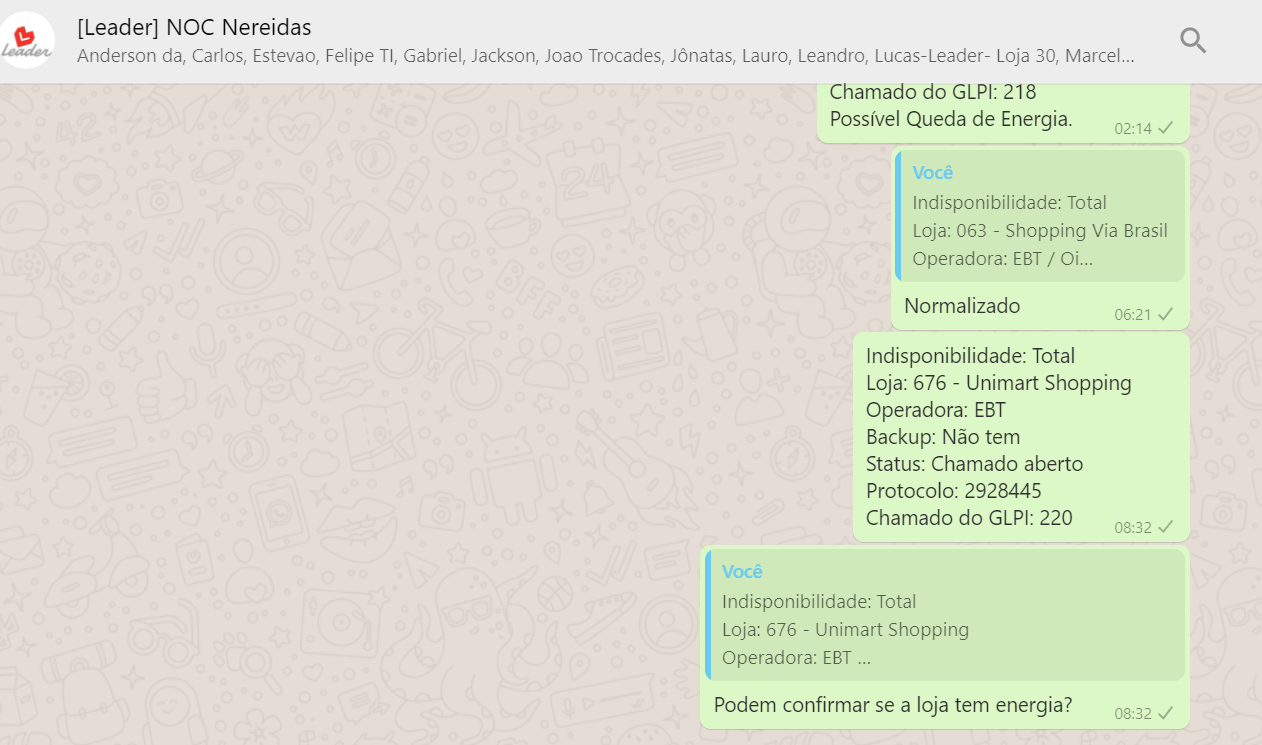 Leader
[Leader] NOC Nereidas
Anderson da, Carlos, Estevao, Felipe TI, Gabriel, Jackson, Joao Trocades, Jônatas, Lauro, Leandro, Lucas-Leader- Loja 30, Marcel...
Chamado do GLPI: 218
Possível Queda de Energia.
02:14
Você
Indisponibilidade: Total
Loja: 063 - Shopping Via Brasil
Operadora: EBT / Oi...
Normalizado
06:21
Indisponibilidade: Total
Loja: 676 - Unimart Shopping
Operadora: EBT
Backup: Não tem
Status: Chamado aberto
Protocolo: 2928445
Chamado do GLPI: 220
08:32
Você
Indisponibilidade: Total
Loja: 676 - Unimart Shopping
Operadora: EBT ...
Podem confirmar se a loja tem energia?
08:32